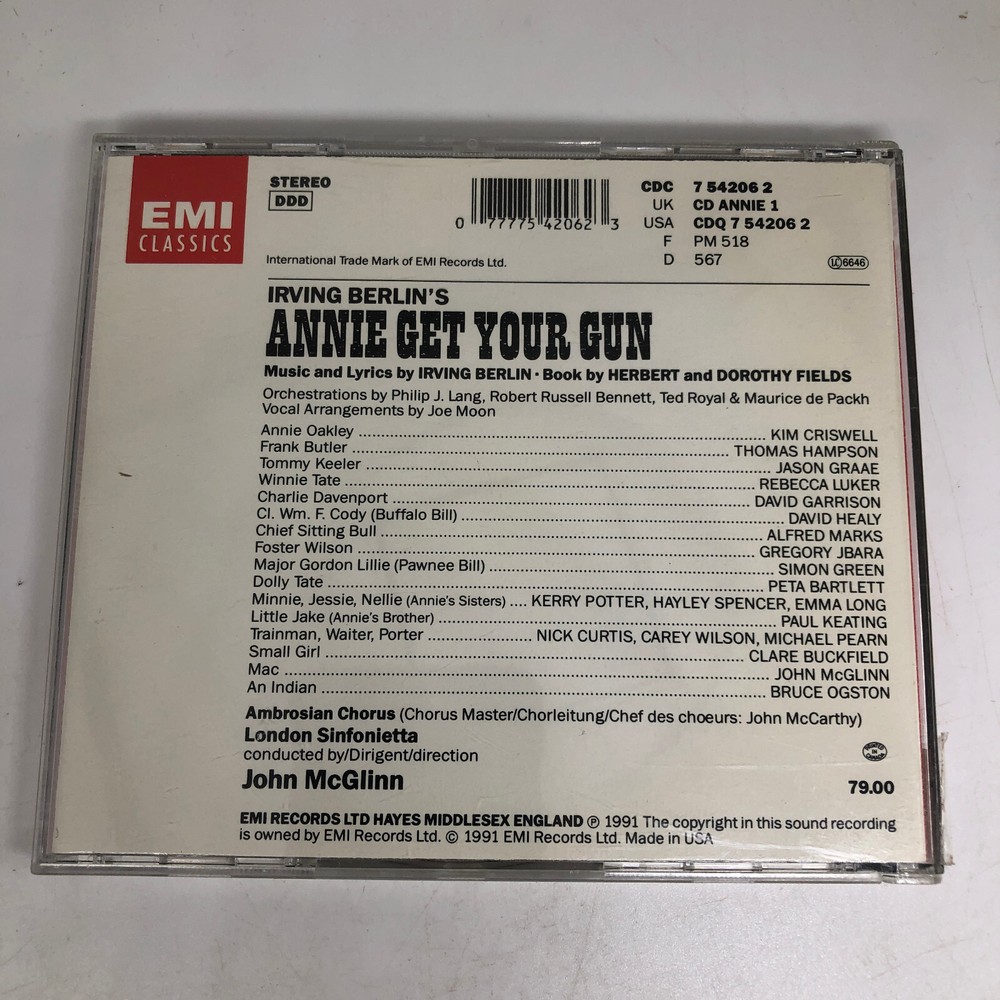 EMI
CLASSICS
STEREO
DDD
0 77775 42062 3
CDC 7 54206 2
UK CD ANNIE 1
USA CDQ 7 54206 2
F PM 518
D 567
LC 6646
International Trade Mark of EMI Records Ltd.
IRVING BERLIN'S
ANNIE GET YOUR GUN
Music and Lyrics by IRVING BERLIN · Book by HERBERT and DOROTHY FIELDS
Orchestrations by Philip J. Lang, Robert Russell Bennett, Ted Royal & Maurice de Packh
Vocal Arrangements by Joe Moon
Annie Oakley ........ KIM CRISWELL
Frank Butler ........ THOMAS HAMPSON
Tommy Keeler ........ JASON GRAAE
Winnie Tate ........ REBECCA LUKER
Charlie Davenport ........ DAVID GARRISON
Cl. Wm. F. Cody (Buffalo Bill) ........ DAVID HEALY
Chief Sitting Bull ........ ALFRED MARKS
Foster Wilson ........ GREGORY JBARA
Major Gordon Lillie (Pawnee Bill) ........ SIMON GREEN
Dolly Tate ........ PETA BARTLETT
Minnie, Jessie, Nellie (Annie's Sisters) .... KERRY POTTER, HAYLEY SPENCER, EMMA LONG
Little Jake (Annie's Brother) ........ PAUL KEATING
Trainman, Waiter, Porter ........ NICK CURTIS, CAREY WILSON, MICHAEL PEARN
Small Girl ........ CLARE BUCKFIELD
Mac ........ JOHN McGLINN
An Indian ........ BRUCE OGSTON
Ambrosian Chorus (Chorus Master/Chorleitung/Chef des choeurs: John McCarthy)
London Sinfonietta
conducted by/Dirigent/direction
John McGlinn
PRINTED IN CANADA
79.00
EMI RECORDS LTD HAYES MIDDLESEX ENGLAND ℗ 1991 The copyright in this sound recording
is owned by EMI Records Ltd. © 1991 EMI Records Ltd. Made in USA